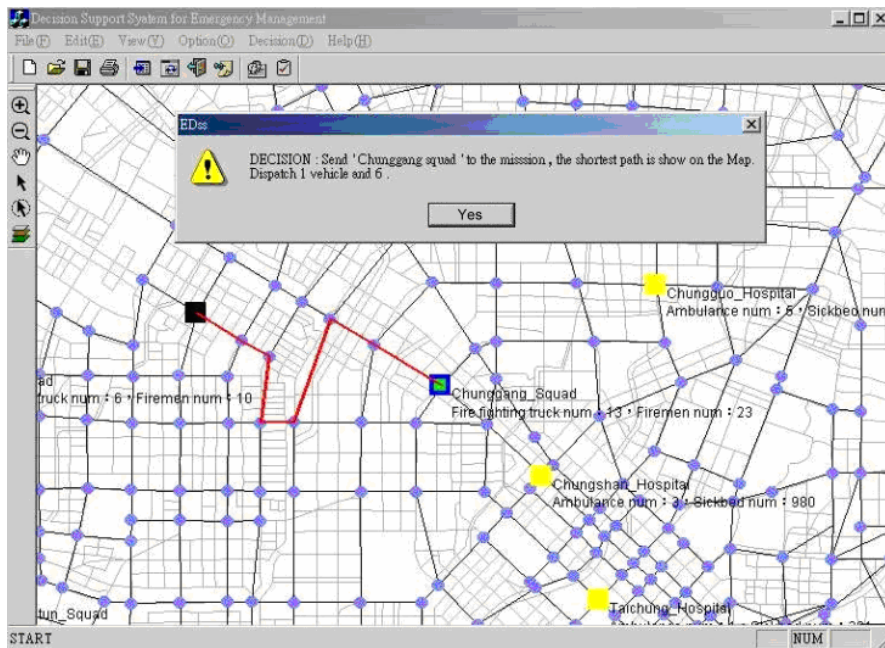 Decision Support System for Emergency Management
File(F) Edit(E) View(V) Option(O) Decision(D) Help(H)
EDss
DECISION : Send 'Chunggang squad 'to the misssion , the shortest path is show on the Map.
Dispatch 1 vehicle and 6 .
Yes
Chungguo_Hospital
Ambulance num : 5 , Sickbed num
ad
truck num : 6 , Firemen num : 10
Chunggang_Squad
Fire fighting truck num : 13 , Firemen num : 23
Chungshan_Hospital
Ambulance num : 3 , Sickbed num : 980
tun_Squad
Taichung_Hospital
START
NUM